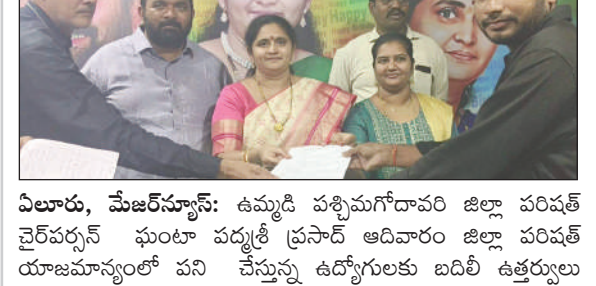 ఏలూరు, మేజర్‌న్యూస్: ఉమ్మడి పశ్చిమగోదావరి జిల్లా పరిషత్
చైర్‌పర్సన్ ఘంటా పద్మశ్రీ ప్రసాద్ ఆదివారం జిల్లా పరిషత్
యాజమాన్యంలో పని చేస్తున్న ఉద్యోగులకు బదిలీ ఉత్తర్వులు